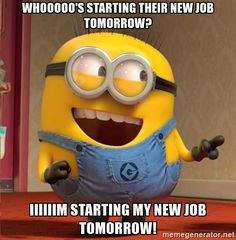 WHOOOOO'S STARTING THEIR NEW JOB
TOMORROW?
IIIIIIM STARTING MY NEW JOB
TOMORROW!
memegenerator.net